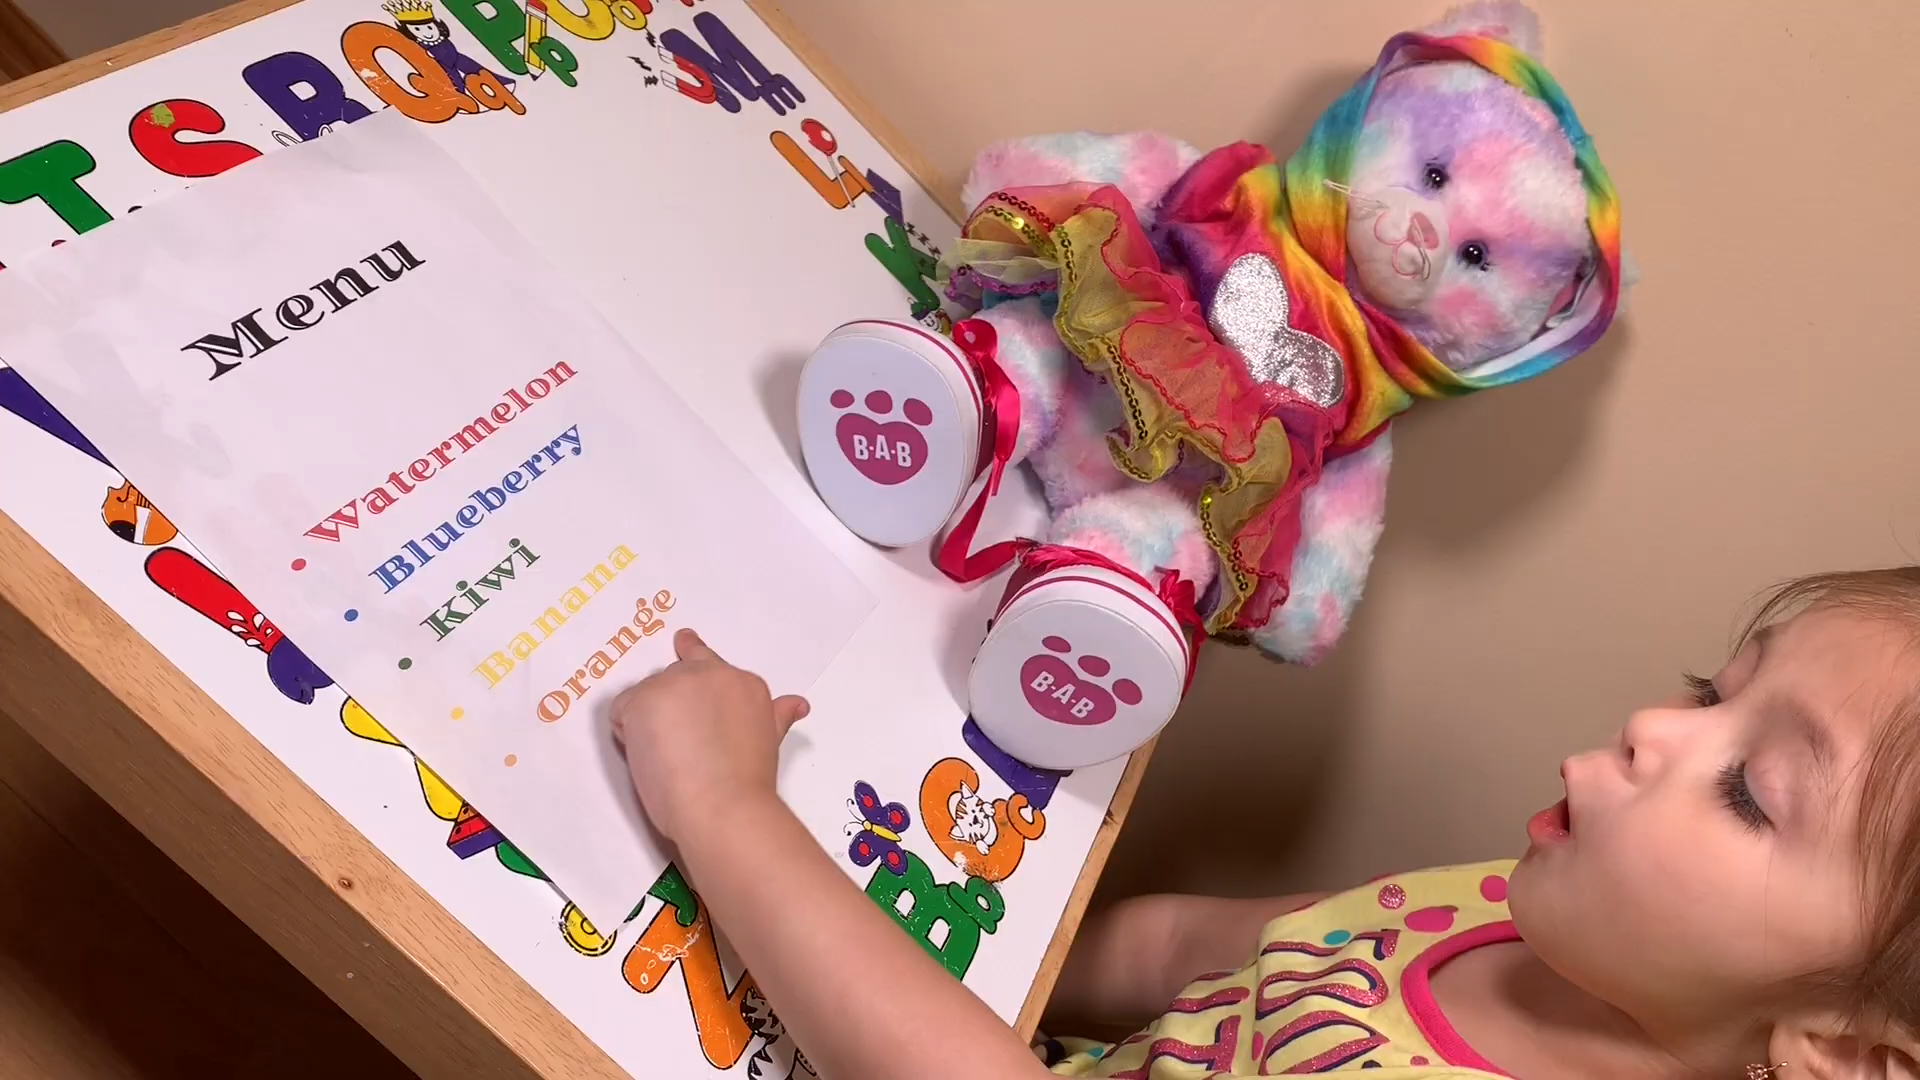 Menu
Watermelon
Blueberry
Kiwi
Banana
Orange
B·A·B
B·A·B
T
S
R
Q q
P p
M
L
K
C c
B b
Z